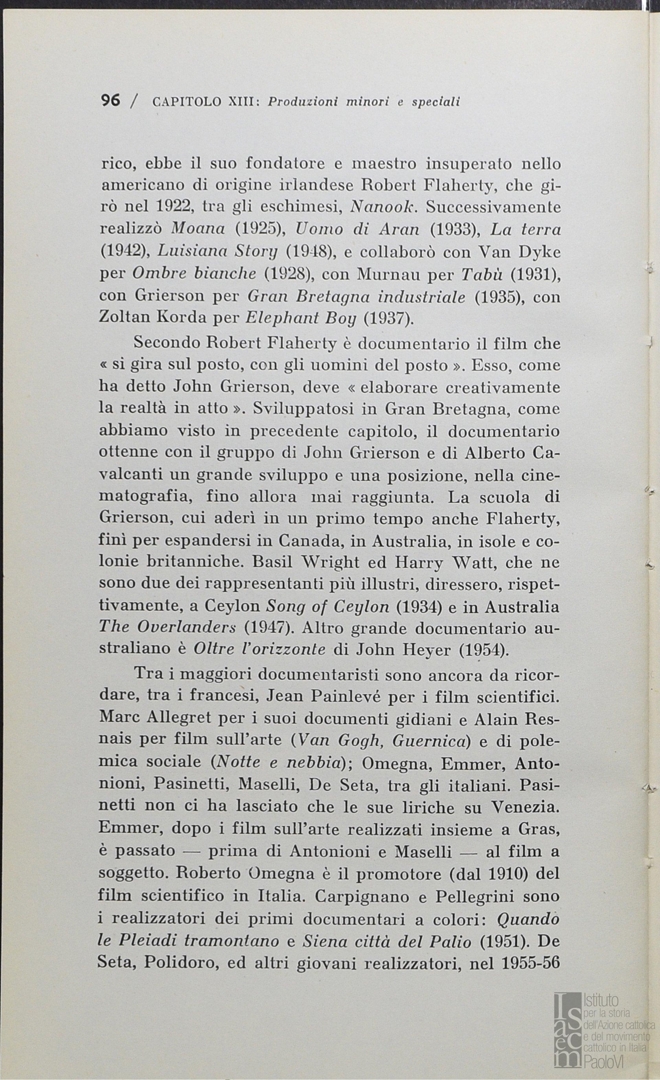 96 / CAPITOLO XIII: Produzioni minori e speciali
rico, ebbe il suo fondatore e maestro insuperato nello
americano di origine irlandese Robert Flaherty, che gi-
rò nel 1922, tra gli eschimesi, Nanook. Successivamente
realizzò Moana (1925), Uomo di Aran (1933), La terra
(1942), Luisiana Story (1948), e collaborò con Van Dyke
per Ombre bianche (1928), con Murnau per Tabù (1931),
con Grierson per Gran Bretagna industriale (1935), con
Zoltan Korda per Elephant Boy (1937).
Secondo Robert Flaherty è documentario il film che
« si gira sul posto, con gli uomini del posto ». Esso, come
ha detto John Grierson, deve « elaborare creativamente
la realtà in atto ». Sviluppatosi in Gran Bretagna, come
abbiamo visto in precedente capitolo, il documentario
ottenne con il gruppo di John Grierson e di Alberto Ca-
valcanti un grande sviluppo e una posizione, nella cine-
matografia, fino allora mai raggiunta. La scuola di
Grierson, cui aderì in un primo tempo anche Flaherty,
finì per espandersi in Canada, in Australia, in isole e co-
lonie britanniche. Basil Wright ed Harry Watt, che ne
sono due dei rappresentanti più illustri, diressero, rispet-
tivamente, a Ceylon Song of Ceylon (1934) e in Australia
The Overlanders (1947). Altro grande documentario au-
straliano è Oltre l'orizzonte di John Heyer (1954).
Tra i maggiori documentaristi sono ancora da ricor-
dare, tra i francesi, Jean Painlevé per i film scientifici.
Marc Allegret per i suoi documenti gidiani e Alain Res-
nais per film sull'arte (Van Gogh, Guernica) e di pole-
mica sociale (Notte e nebbia); Omegna, Emmer, Anto-
nioni, Pasinetti, Maselli, De Seta, tra gli italiani. Pasi-
netti non ci ha lasciato che le sue liriche su Venezia.
Emmer, dopo i film sull'arte realizzati insieme a Gras,
è passato — prima di Antonioni e Maselli — al film a
soggetto. Roberto Omegna è il promotore (dal 1910) del
film scientifico in Italia. Carpignano e Pellegrini sono
i realizzatori dei primi documentari a colori: Quando
le Pleiadi tramontano e Siena città del Palio (1951). De
Seta, Polidoro, ed altri giovani realizzatori, nel 1955-56
Isacem
Istituto
per la storia
dell'Azione cattolica
e del movimento
cattolico in Italia
PaoloVI